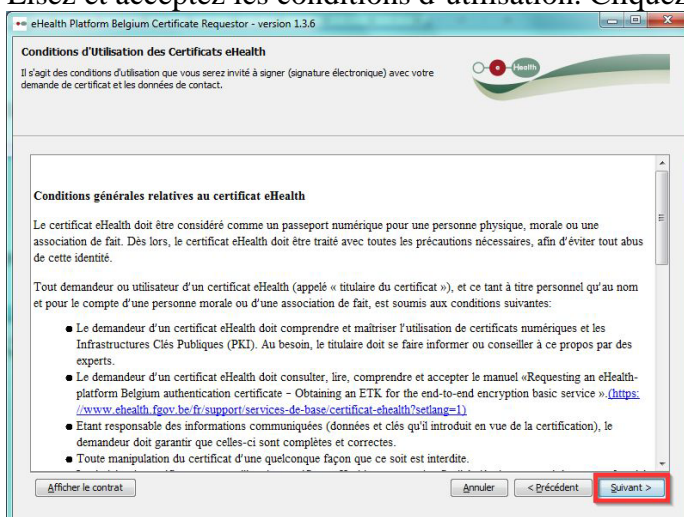 Lisez et acceptez les conditions d'utilisation. Cliquez
eHealth Platform Belgium Certificate Requestor - version 1.3.6
Conditions d'Utilisation des Certificats eHealth
Il s'agit des conditions d'utilisation que vous serez invité à signer (signature électronique) avec votre
demande de certificat et les données de contact.
Health
Conditions générales relatives au certificat eHealth
Le certificat eHealth doit être considéré comme un passeport numérique pour une personne physique, morale ou une
association de fait. Dès lors, le certificat eHealth doit être traité avec toutes les précautions nécessaires, afin d'éviter tout abus
de cette identité.
Tout demandeur ou utilisateur d'un certificat eHealth (appelé « titulaire du certificat »), et ce tant à titre personnel qu'au nom
et pour le compte d'une personne morale ou d'une association de fait, est soumis aux conditions suivantes:
● Le demandeur d'un certificat eHealth doit comprendre et maîtriser l'utilisation de certificats numériques et les
Infrastructures Clés Publiques (PKI). Au besoin, le titulaire doit se faire informer ou conseiller à ce propos par des
experts.
● Le demandeur d'un certificat eHealth doit consulter, lire, comprendre et accepter le manuel «Requesting an eHealth-
platform Belgium authentication certificate – Obtaining an ETK for the end-to-end encryption basic service ».(https:
//www.ehealth.fgov.be/fr/support/services-de-base/certificat-ehealth?setlang=1)
● Etant responsable des informations communiquées (données et clés qu'il introduit en vue de la certification), le
demandeur doit garantir que celles-ci sont complètes et correctes.
● Toute manipulation du certificat d'une quelconque façon que ce soit est interdite.
Afficher le contrat
Annuler
< Précédent
Suivant >